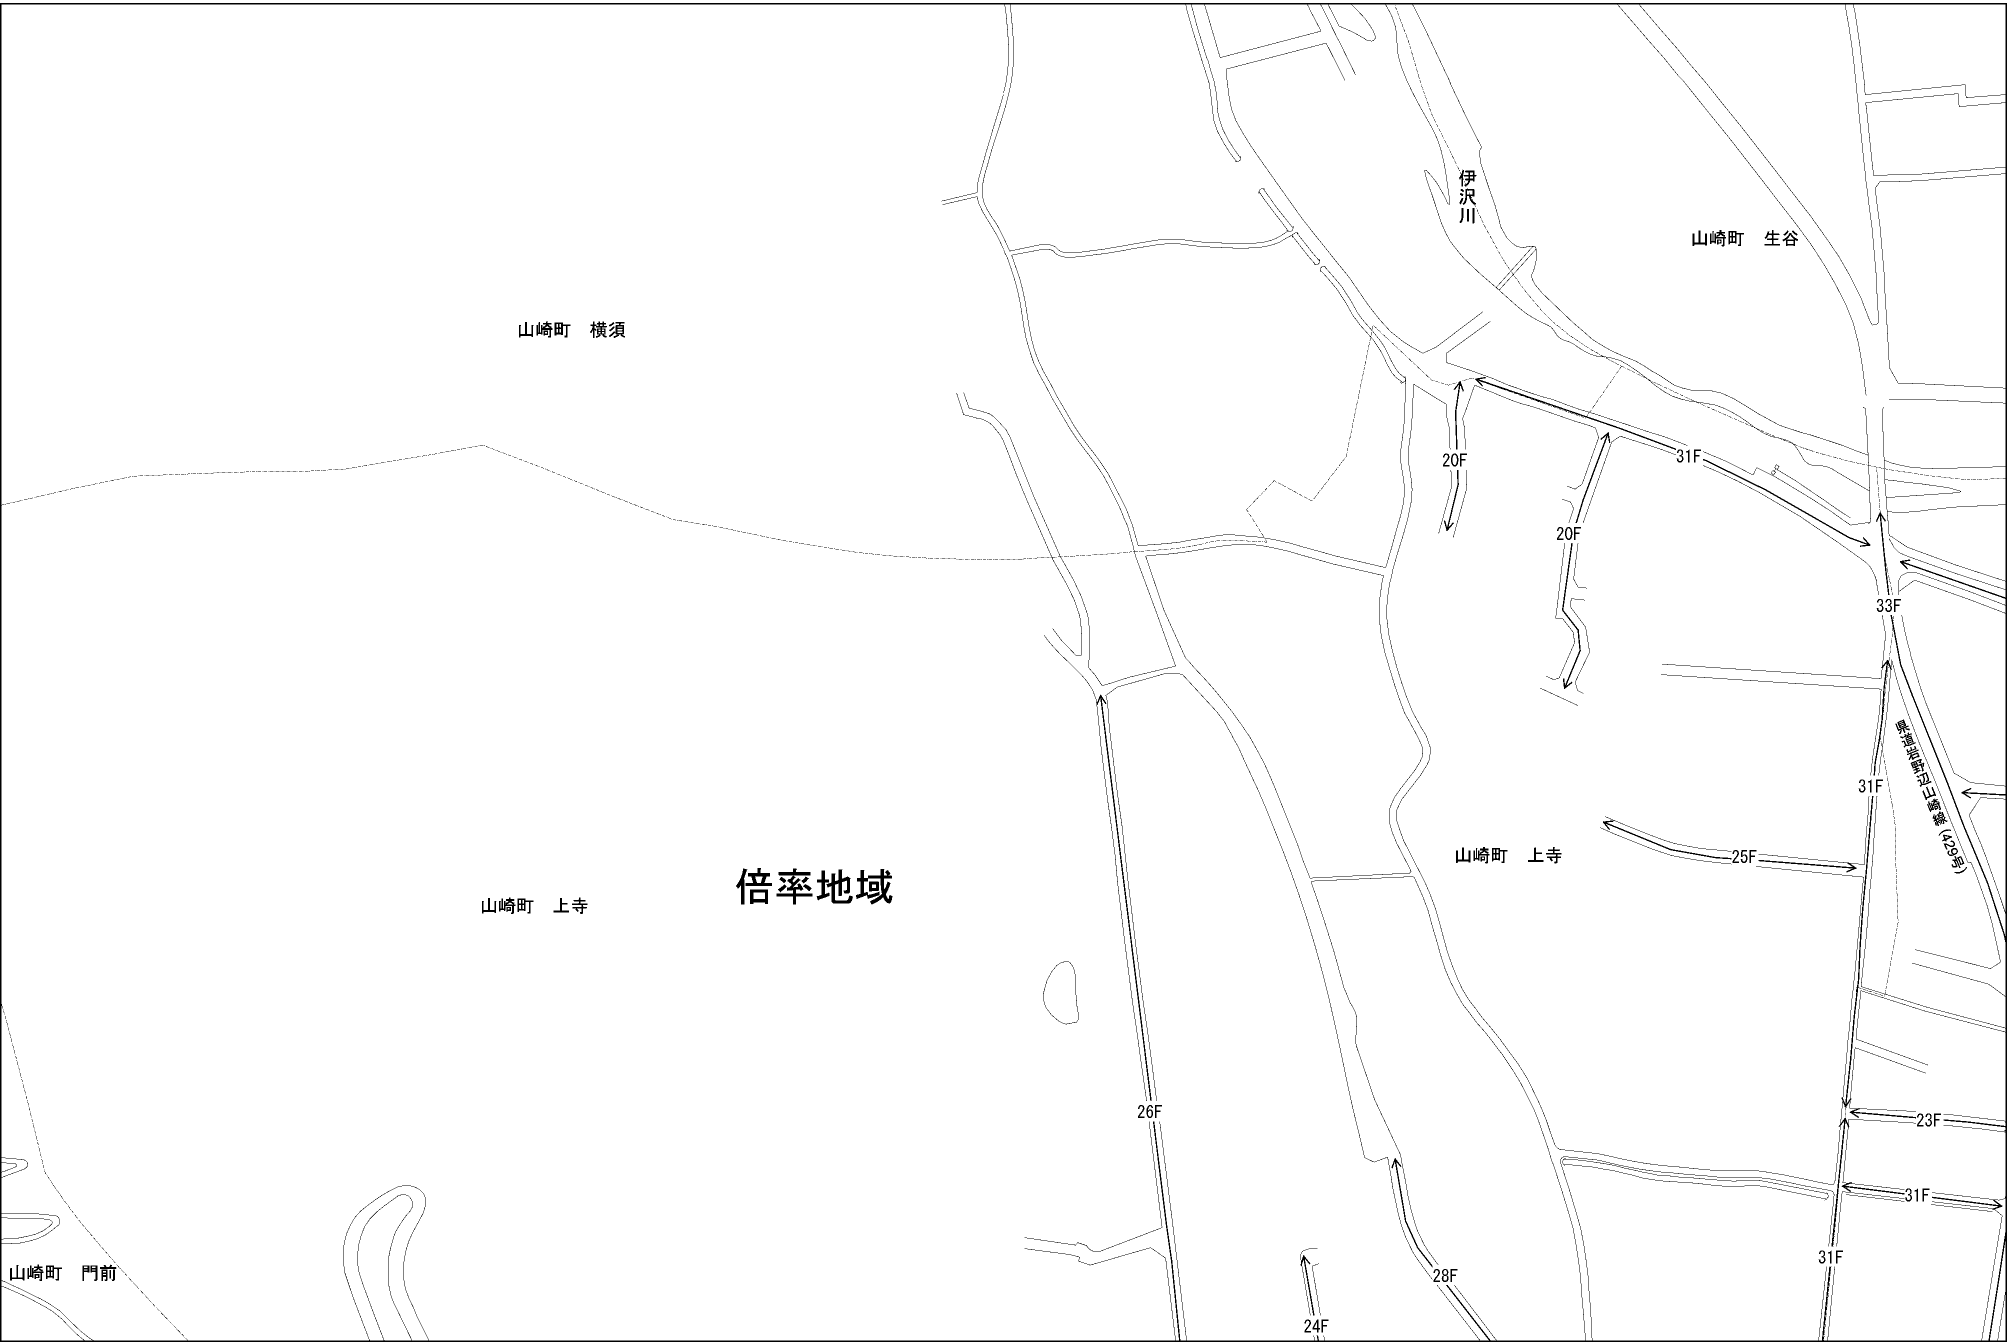 伊沢川
山崎町　生谷
山崎町　横須
31F
20F
20F
33F
県道岩野辺山崎線(429号)
31F
山崎町　上寺
25F
倍率地域
山崎町　上寺
26F
23F
31F
31F
山崎町　門前
28F
24F